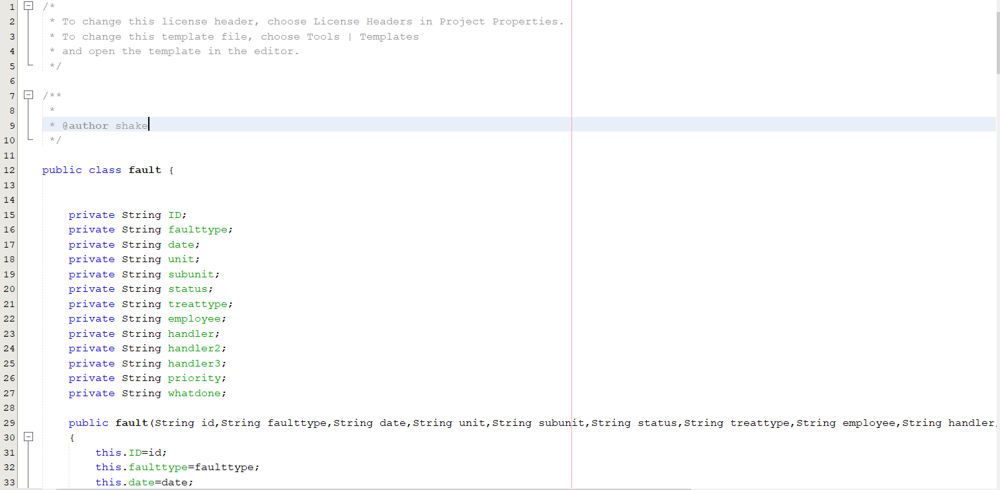 1 /*
2 * To change this license header, choose License Headers in Project Properties.
3 * To change this template file, choose Tools | Templates
4 * and open the template in the editor.
5 */
6
7 /**
8 *
9 * @author shake
10 */
11
12 public class fault {
13
14
15 private String ID;
16 private String faulttype;
17 private String date;
18 private String unit;
19 private String subunit;
20 private String status;
21 private String treattype;
22 private String employee;
23 private String handler;
24 private String handler2;
25 private String handler3;
26 private String priority;
27 private String whatdone;
28
29 public fault(String id,String faulttype,String date,String unit,String subunit,String status,String treattype,String employee,String handler,
30 {
31 this.ID=id;
32 this.faulttype=faulttype;
33 this.date=date;